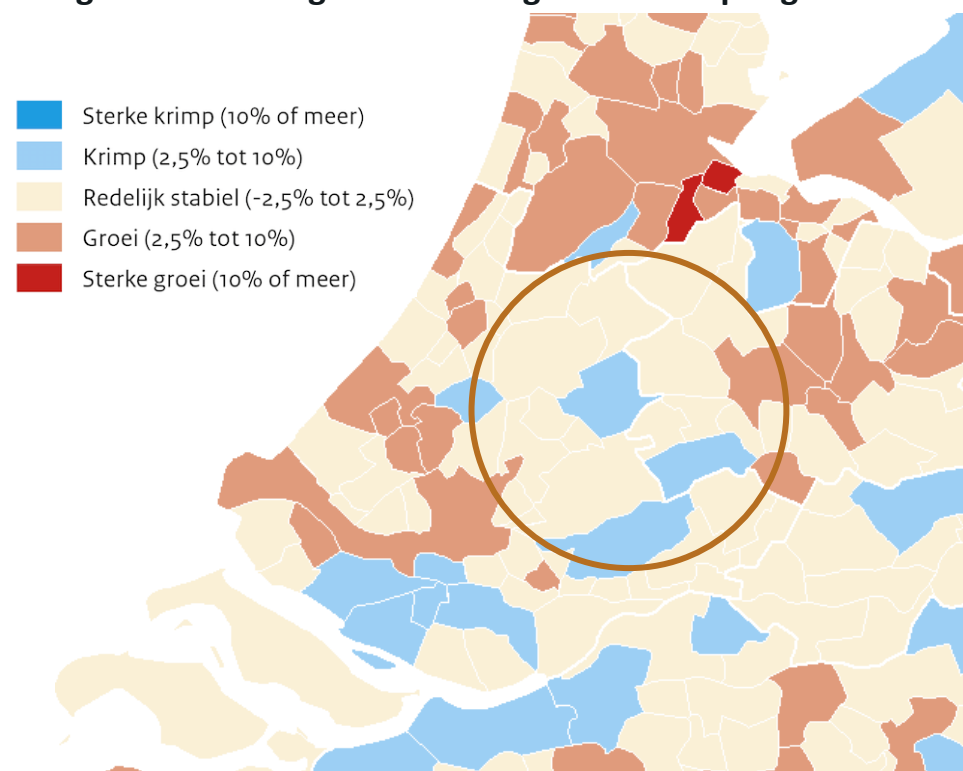 Sterke krimp (10% of meer)
Krimp (2,5% tot 10%)
Redelijk stabiel (-2,5% tot 2,5%)
Groei (2,5% tot 10%)
Sterke groei (10% of meer)